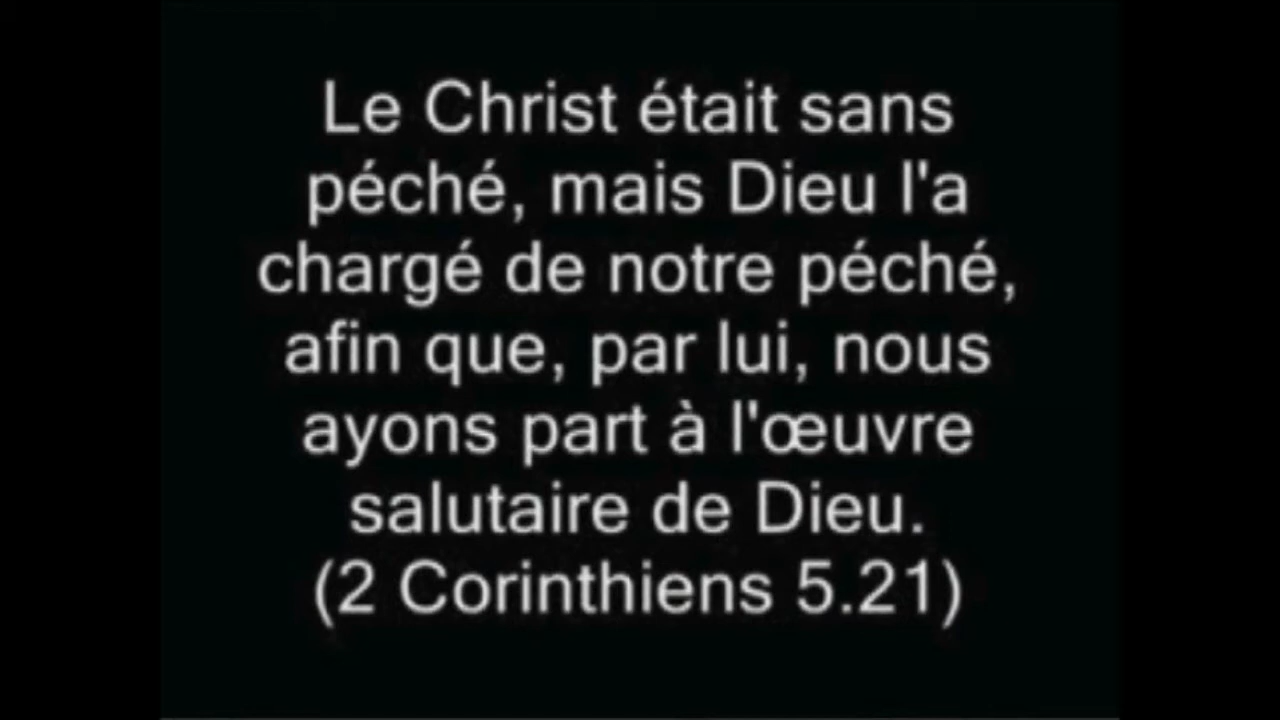 Le Christ était sans
péché, mais Dieu l'a
chargé de notre péché,
afin que, par lui, nous
ayons part à l'œuvre
salutaire de Dieu.
(2 Corinthiens 5.21)